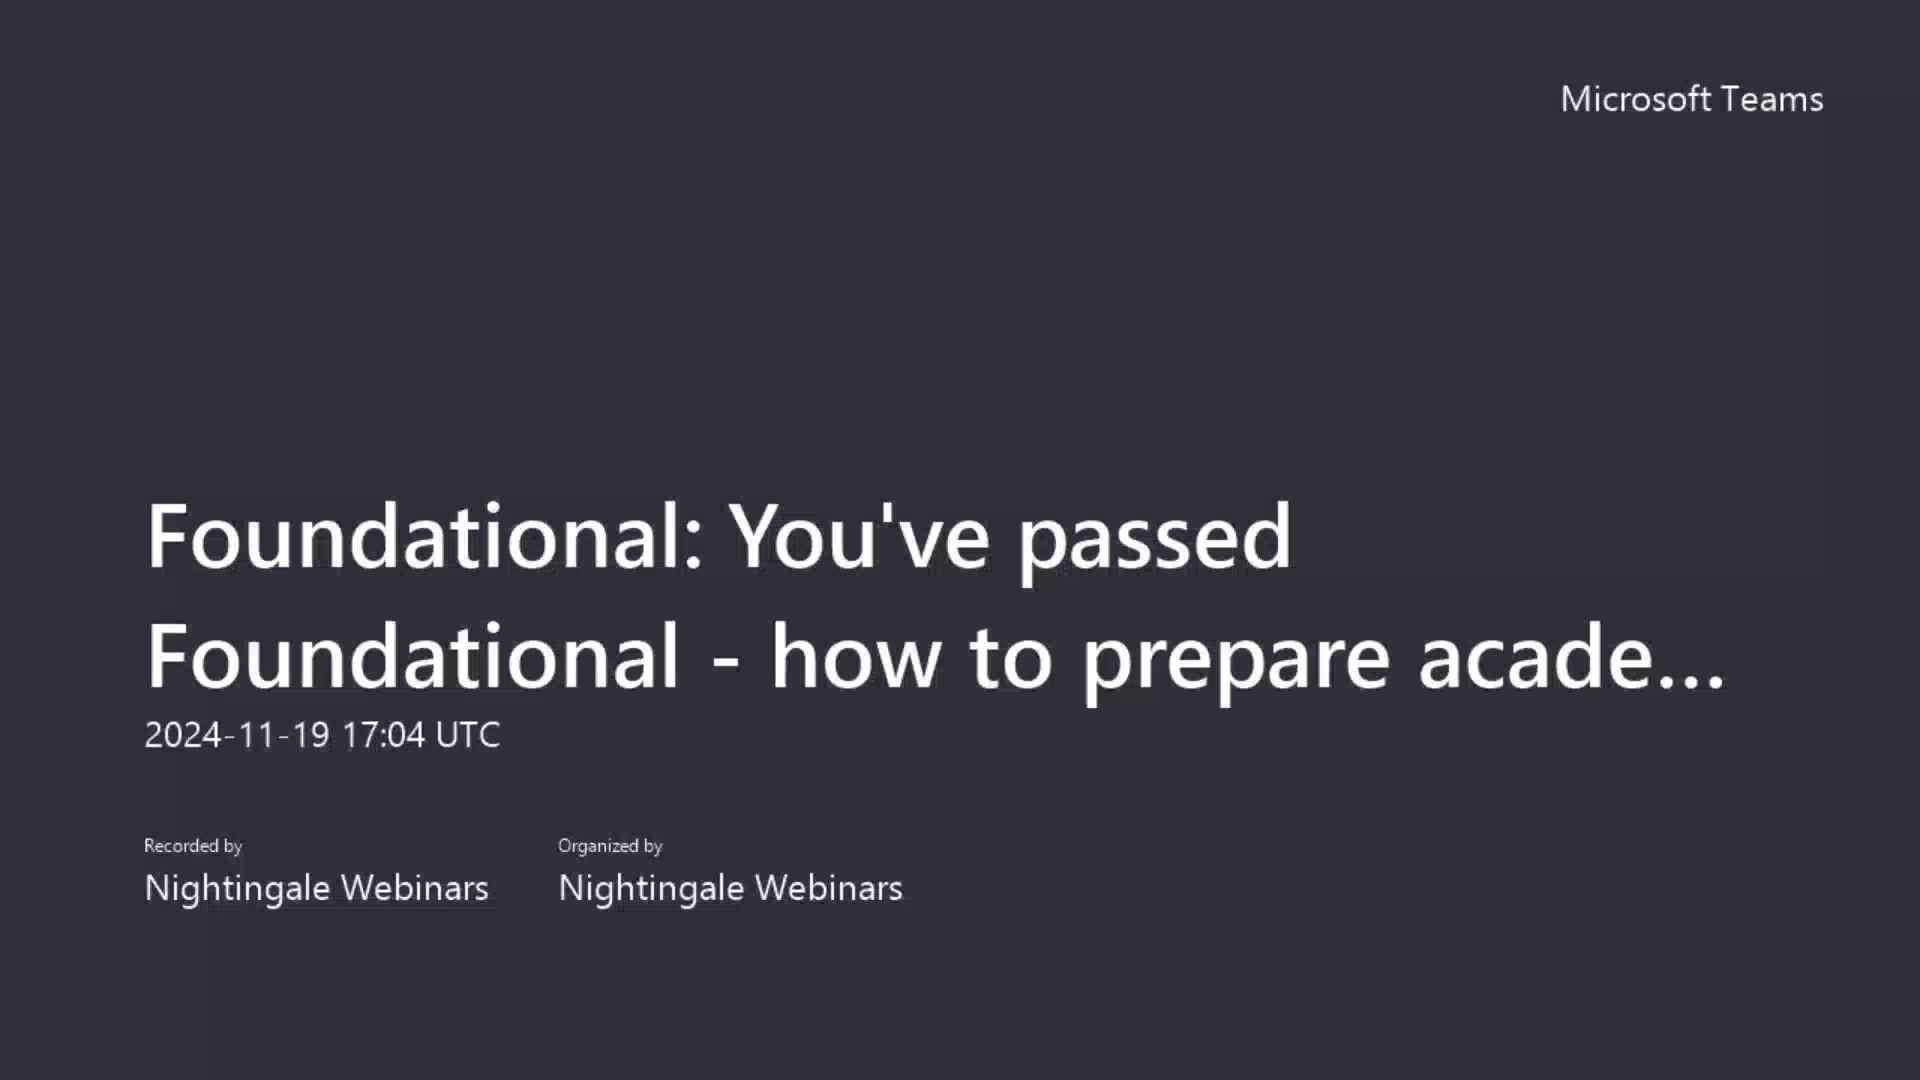 Microsoft Teams
Foundational: You've passed
Foundational - how to prepare acade...
2024-11-19 17:04 UTC
Recorded by
Organized by
Nightingale Webinars
Nightingale Webinars